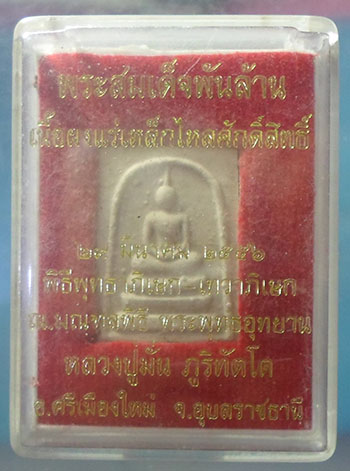 พระสมเด็จพันล้าน
เนื้อผงแร่เหล็กไหลศักดิ์สิทธิ์
มีนาคม ๒๕๕๖
พิธีพุทธาภิเษก-เทวาภิเษก
ณ.มณฑลพิธี พุทธอุทยาน
หลวงปู่มั่น ภูริทัตโต
อ.ศรีเมืองใหม่ จ.อุบลราชธานี